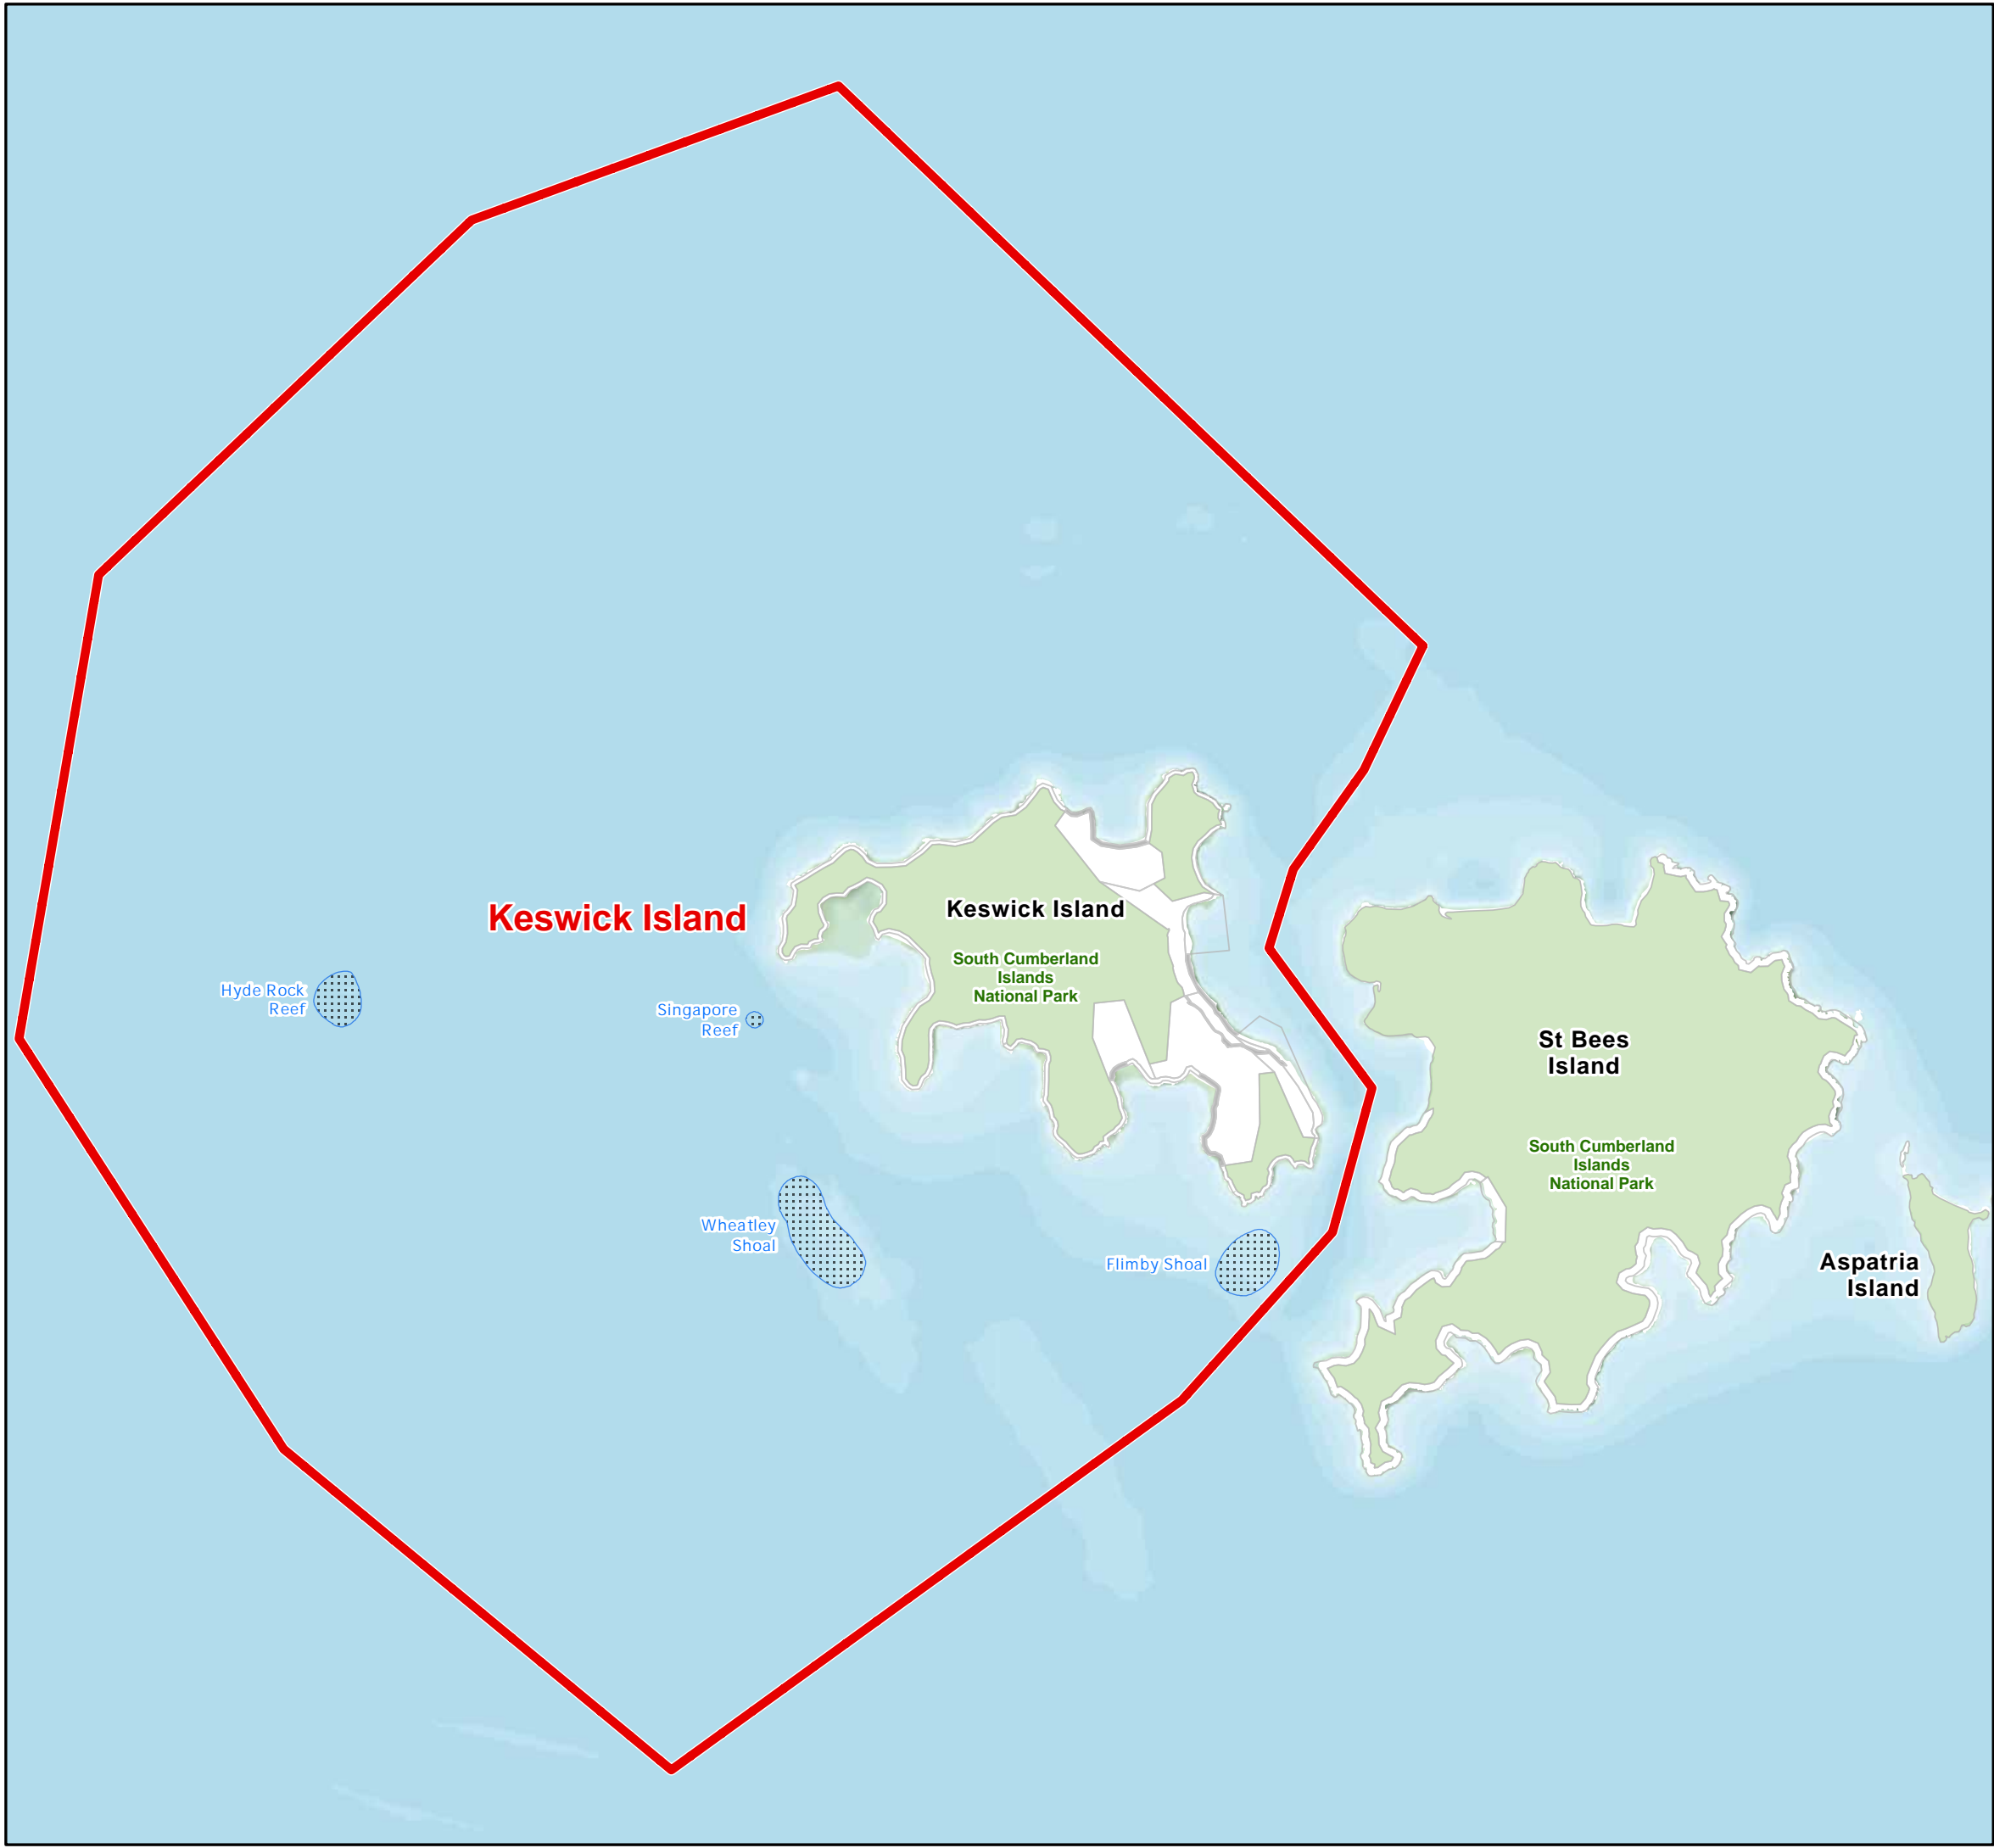 Keswick Island
Keswick Island
South Cumberland
Islands
National Park
Hyde Rock
Reef
Singapore
Reef
St Bees
Island
South Cumberland
Islands
National Park
Wheatley
Shoal
Flimby Shoal
Aspatria
Island